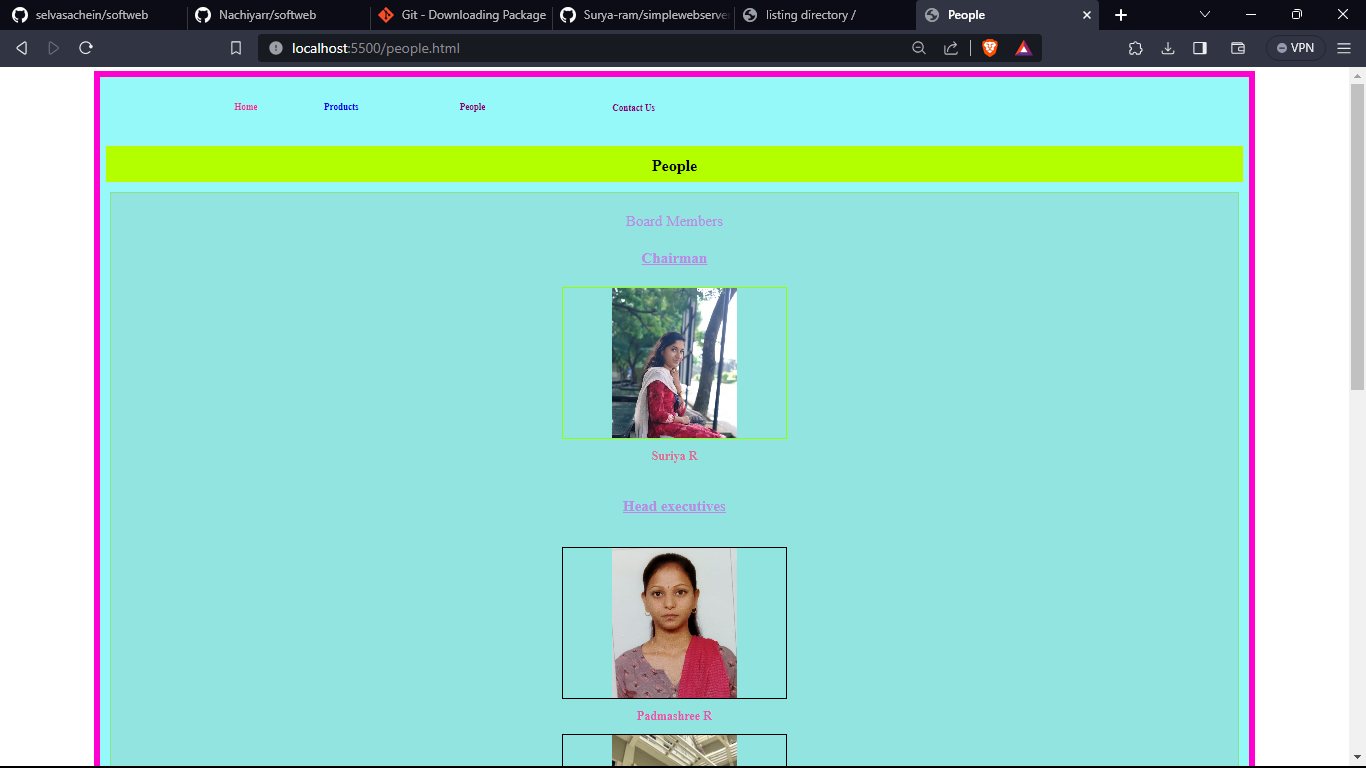 selvasachein/softweb
Nachiyarr/softweb
Git - Downloading Package
Surya-ram/simplewebserver
listing directory /
People
localhost:5500/people.html
VPN
Home Products People Contact Us
People
Board Members
Chairman
Suriya R
Head executives
Padmashree R